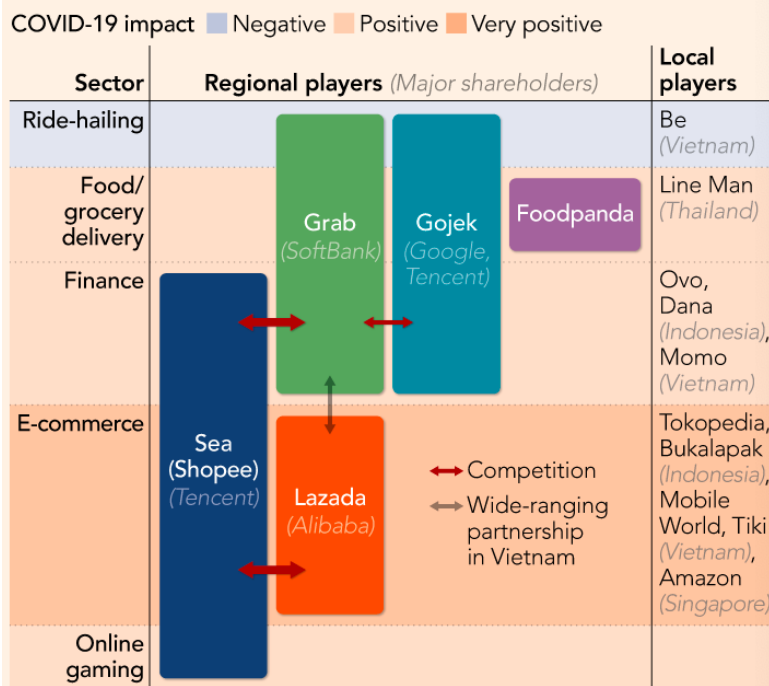 COVID-19 impact Negative Positive Very positive
Sector
Regional players (Major shareholders)
Local
players
Ride-hailing
Be
(Vietnam)
Food/
grocery
delivery
Grab
(SoftBank)
Gojek
(Google,
Tencent)
Foodpanda
Line Man
(Thailand)
Finance
Ovo,
Dana
(Indonesia),
Momo
(Vietnam)
E-commerce
Sea
(Shopee)
(Tencent)
Lazada
(Alibaba)
Competition
Wide-ranging
partnership
in Vietnam
Tokopedia,
Bukalapak
(Indonesia),
Mobile
World, Tiki
(Vietnam),
Amazon
(Singapore)
Online
gaming